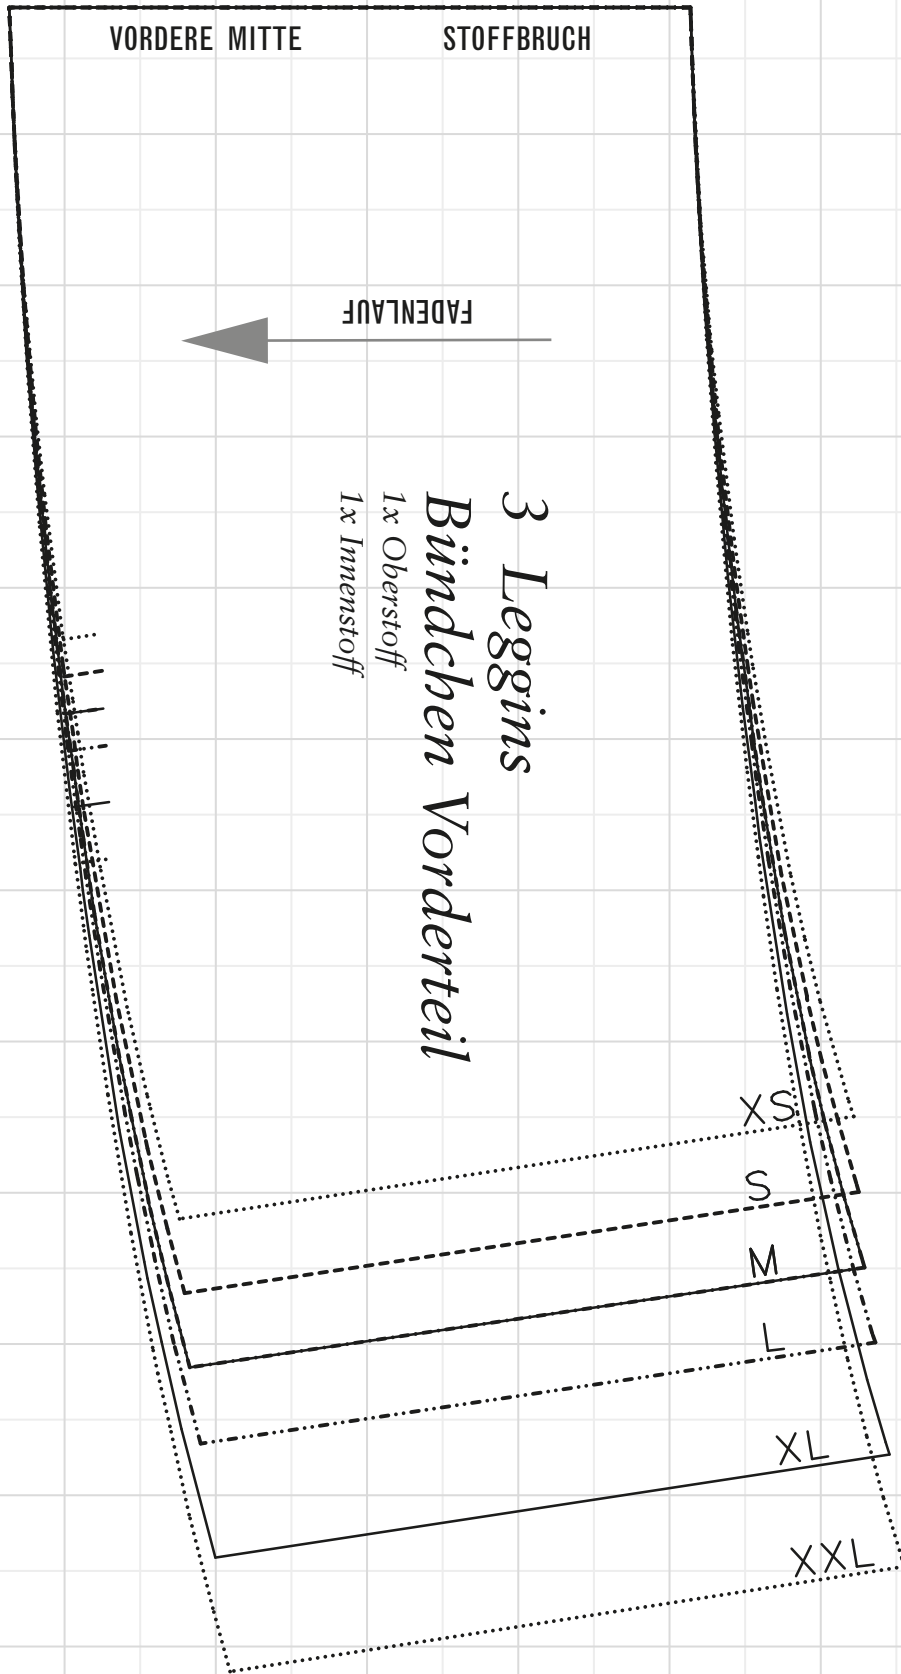 VORDERE MITTE STOFFBRUCH
FADENLAUF
3 Leggins
Bündchen Vorderteil
1x Oberstoff
1x Innenstoff
XS
S
M
L
XL
XXL